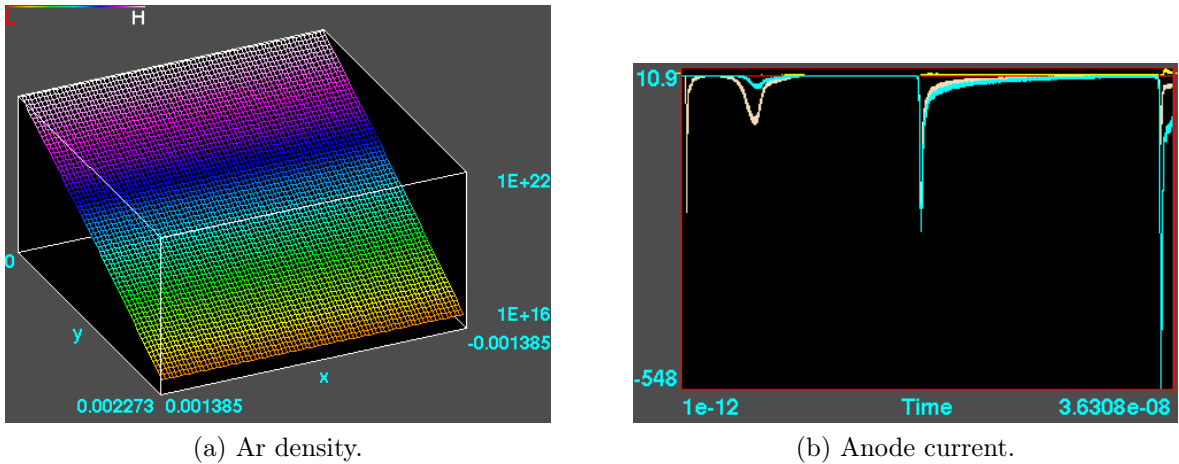 L H
1E+22
0
1E+16
y
-0.001385
x
0.002273 0.001385
(a) Ar density.
10.9
-548
1e-12 Time 3.6308e-08
(b) Anode current.